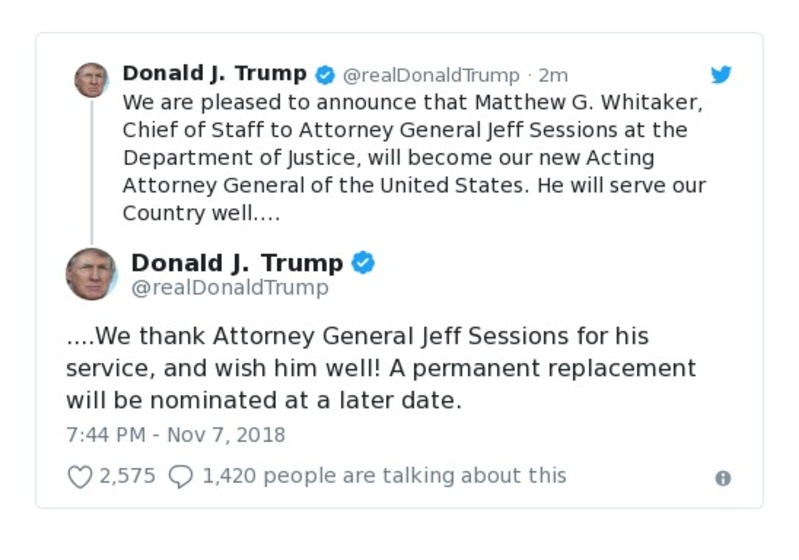 Donald J. Trump @realDonaldTrump · 2m
We are pleased to announce that Matthew G. Whitaker,
Chief of Staff to Attorney General Jeff Sessions at the
Department of Justice, will become our new Acting
Attorney General of the United States. He will serve our
Country well....
Donald J. Trump
@realDonaldTrump
....We thank Attorney General Jeff Sessions for his
service, and wish him well! A permanent replacement
will be nominated at a later date.
7:44 PM - Nov 7, 2018
2,575 1,420 people are talking about this